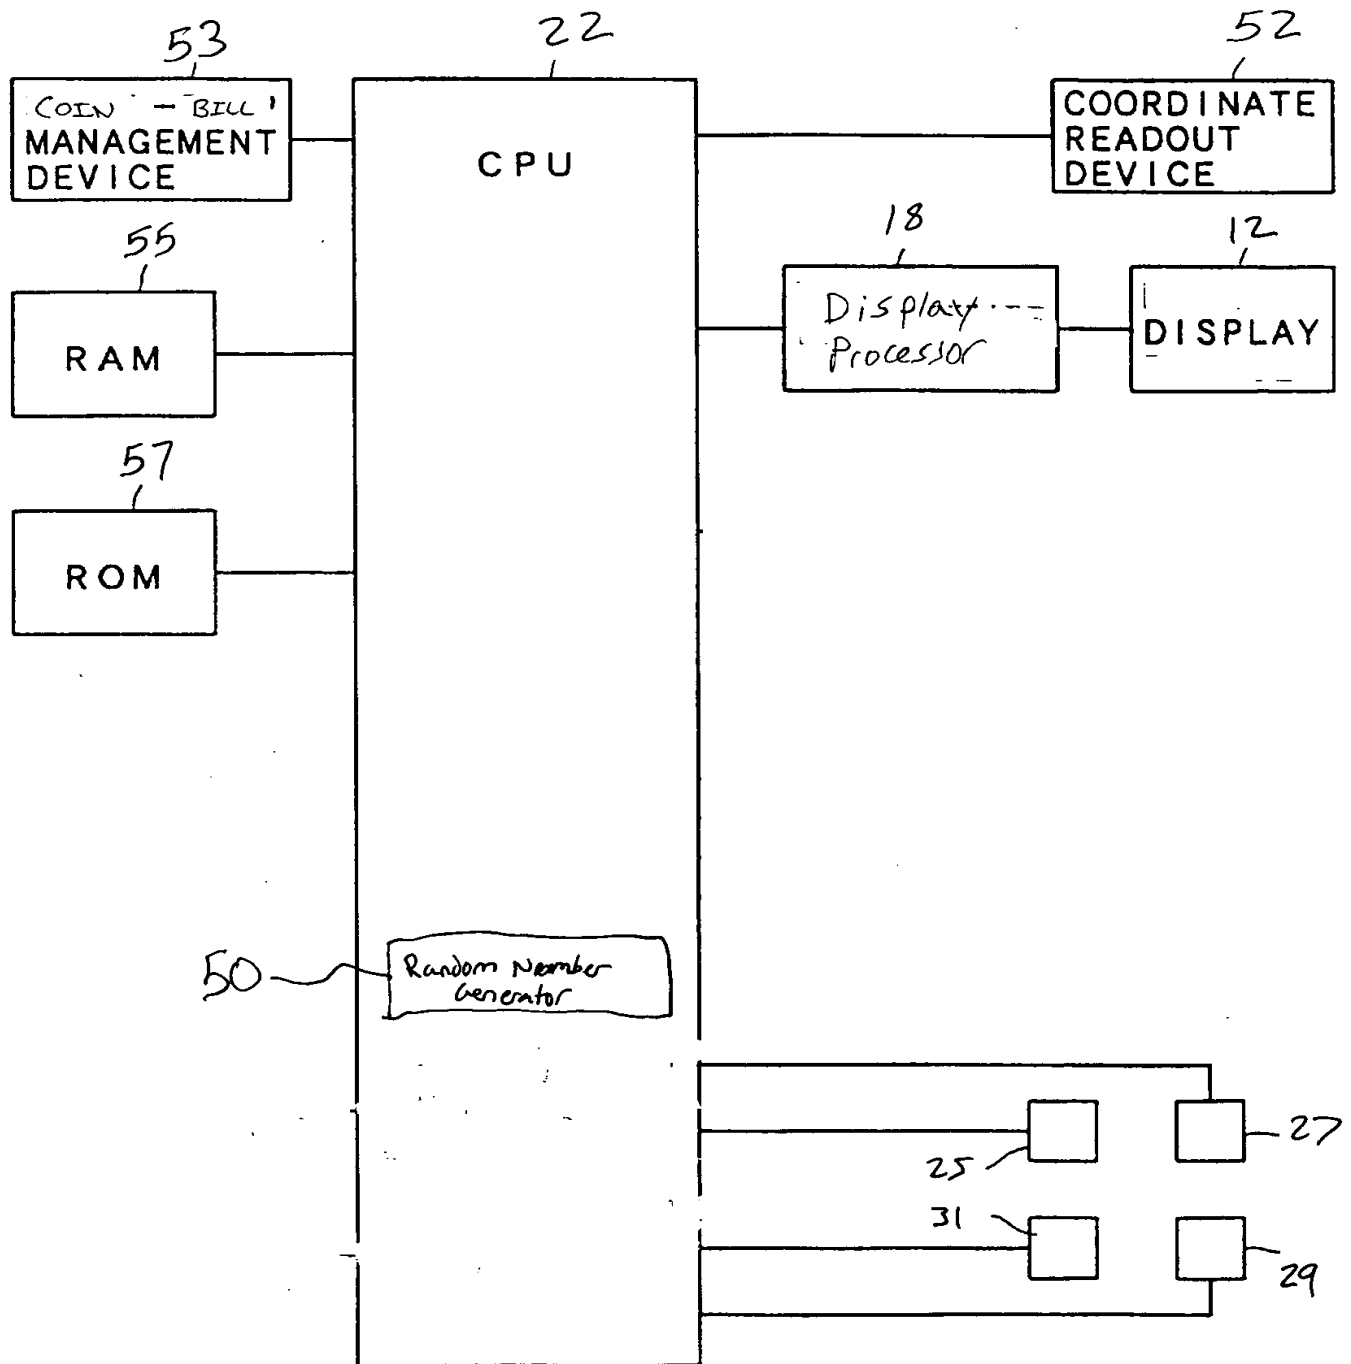 53
22
52
COIN - BILL
MANAGEMENT
DEVICE
CPU
COORDINATE
READOUT
DEVICE
55
18
12
RAM
Display
Processor
DISPLAY
57
ROM
50
Random Number
Generator
25
27
31
29